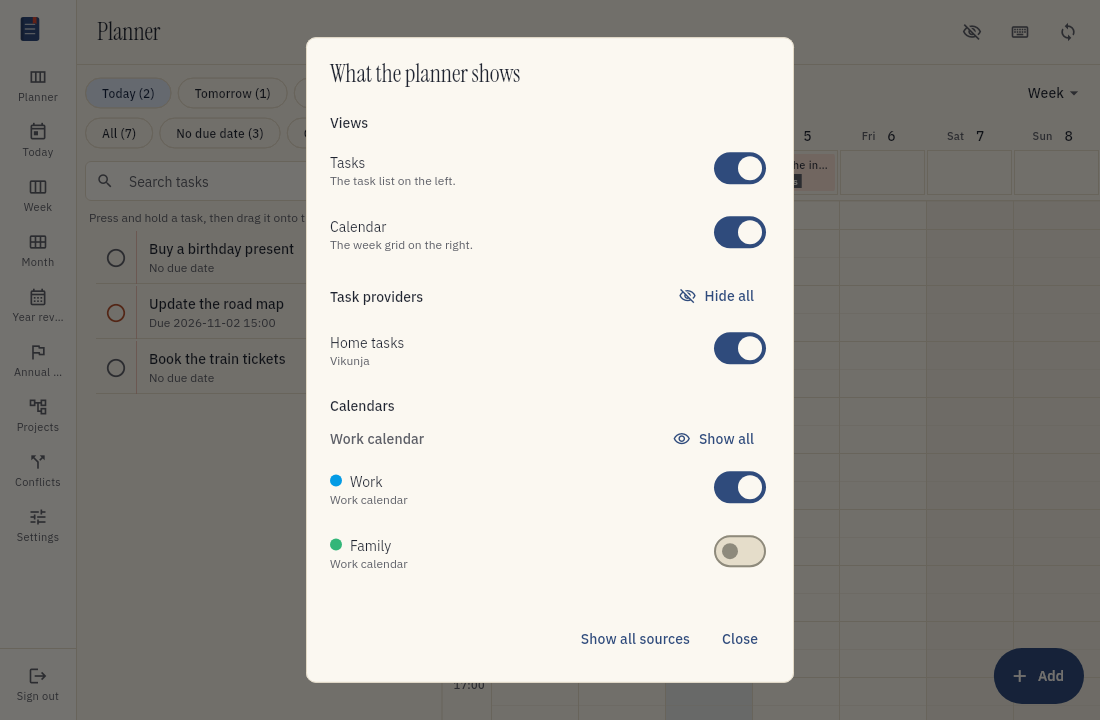 Planner
Planner
Today
Week
Month
Year rev...
Annual ...
Projects
Conflicts
Settings
Sign out
Today (2)
Tomorrow (1)
All (7)
No due date (3)
Search tasks
Press and hold a task, then drag it onto t
Buy a birthday present
No due date
Update the road map
Due 2026-11-02 15:00
Book the train tickets
No due date
What the planner shows
Views
Tasks
The task list on the left.
Calendar
The week grid on the right.
Task providers
Hide all
Home tasks
Vikunja
Calendars
Work calendar
Show all
Work
Work calendar
Family
Work calendar
Show all sources
Close
Week
5
Fri 6
Sat 7
Sun 8
he in...
17:00
Add